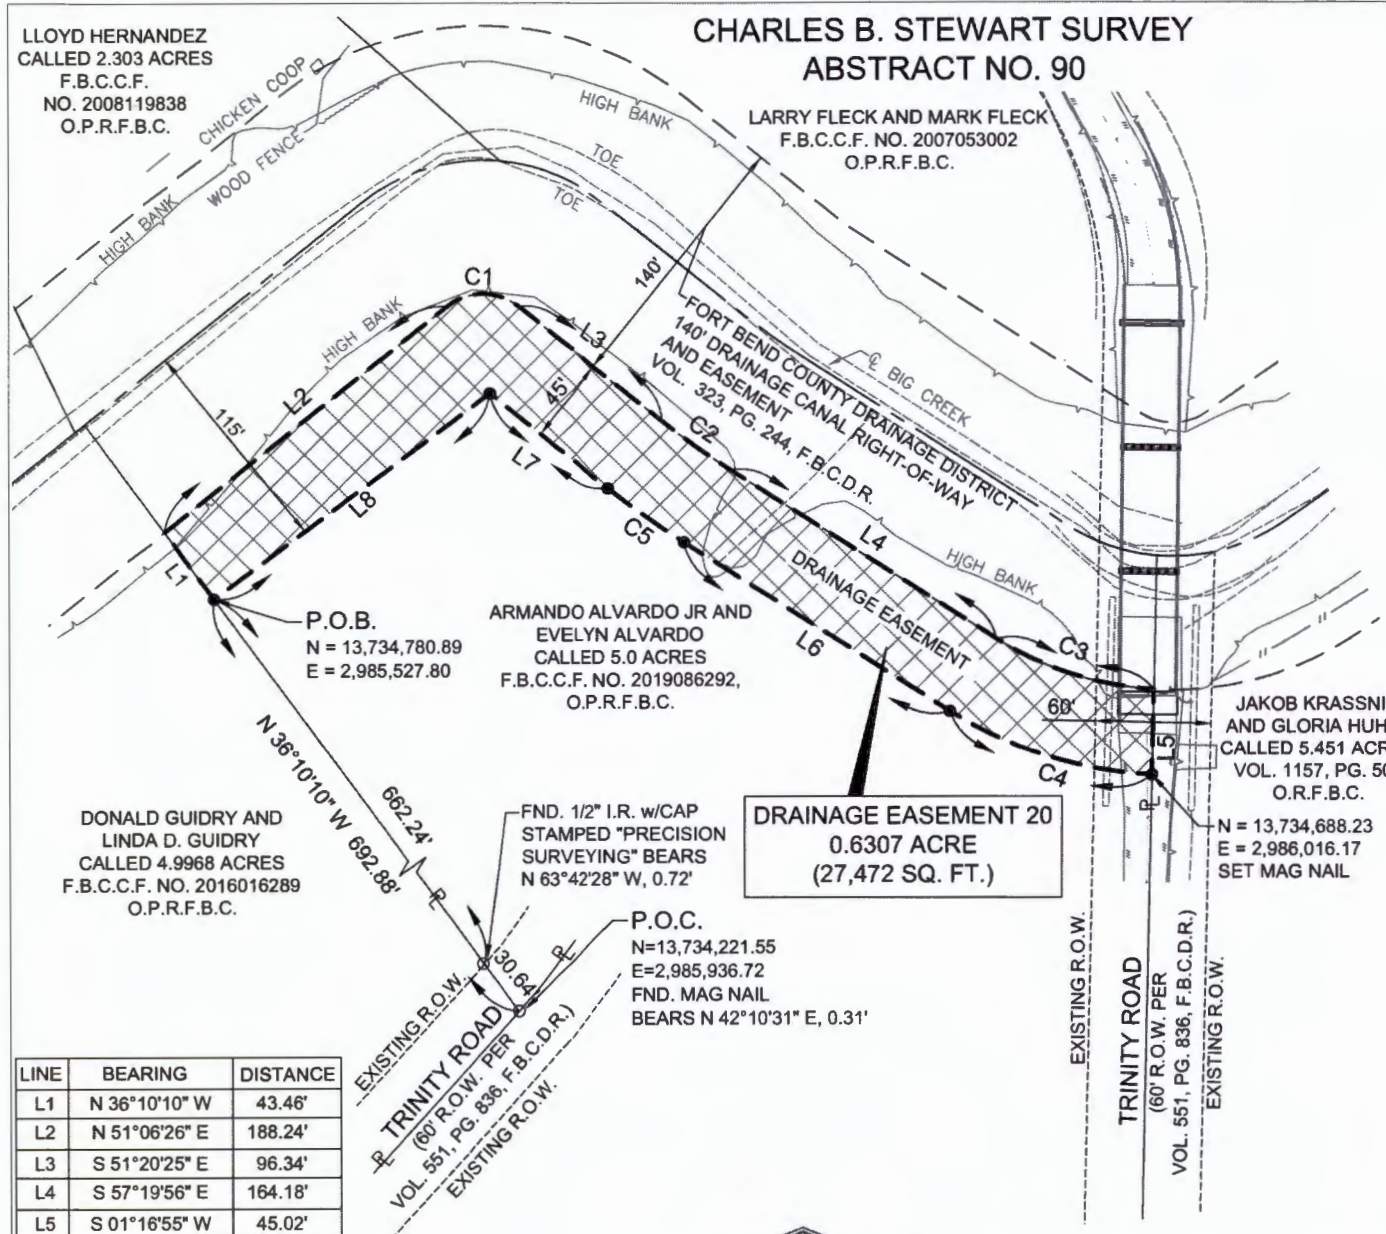 CHARLES B. STEWART SURVEY
ABSTRACT NO. 90
LLOYD HERNANDEZ
CALLED 2.303 ACRES
F.B.C.C.F.
NO. 2008119838
O.P.R.F.B.C.
CHICKEN COOP
WOOD FENCE
HIGH BANK
HIGH BANK
LARRY FLECK AND MARK FLECK
F.B.C.C.F. NO. 2007053002
O.P.R.F.B.C.
TOE
TOE
C1
140'
HIGH BANK
L3
L2
115'
45'
FORT BEND COUNTY DRAINAGE DISTRICT
140' DRAINAGE CANAL RIGHT-OF-WAY
AND EASEMENT
VOL. 323, PG. 244, F.B.C.D.R.
℄ BIG CREEK
C2
L7
L8
C5
L4
HIGH BANK
L1
DRAINAGE EASEMENT
L6
C3
P.O.B.
N = 13,734,780.89
E = 2,985,527.80
ARMANDO ALVARDO JR AND
EVELYN ALVARDO
CALLED 5.0 ACRES
F.B.C.C.F. NO. 2019086292,
O.P.R.F.B.C.
60'
L5
C4
JAKOB KRASSNI
AND GLORIA HUH
CALLED 5.451 ACR
VOL. 1157, PG. 50
O.R.F.B.C.
N 36°10'10" W 692.88'
662.24'
PL
DRAINAGE EASEMENT 20
0.6307 ACRE
(27,472 SQ. FT.)
PL
N = 13,734,688.23
E = 2,986,016.17
SET MAG NAIL
DONALD GUIDRY AND
LINDA D. GUIDRY
CALLED 4.9968 ACRES
F.B.C.C.F. NO. 2016016289
O.P.R.F.B.C.
FND. 1/2" I.R. w/CAP
STAMPED "PRECISION
SURVEYING" BEARS
N 63°42'28" W, 0.72'
P.O.C.
N=13,734,221.55
E=2,985,936.72
FND. MAG NAIL
BEARS N 42°10'31" E, 0.31'
30.64'
PL
EXISTING R.O.W.
TRINITY ROAD
(60' R.O.W. PER
VOL. 551, PG. 836, F.B.C.D.R.)
EXISTING R.O.W.
PL
EXISTING R.O.W.
TRINITY ROAD
(60' R.O.W. PER
VOL. 551, PG. 836, F.B.C.D.R.)
EXISTING R.O.W.
LINE BEARING DISTANCE
L1 N 36°10'10" W 43.46'
L2 N 51°06'26" E 188.24'
L3 S 51°20'25" E 96.34'
L4 S 57°19'56" E 164.18'
L5 S 01°16'55" W 45.02'